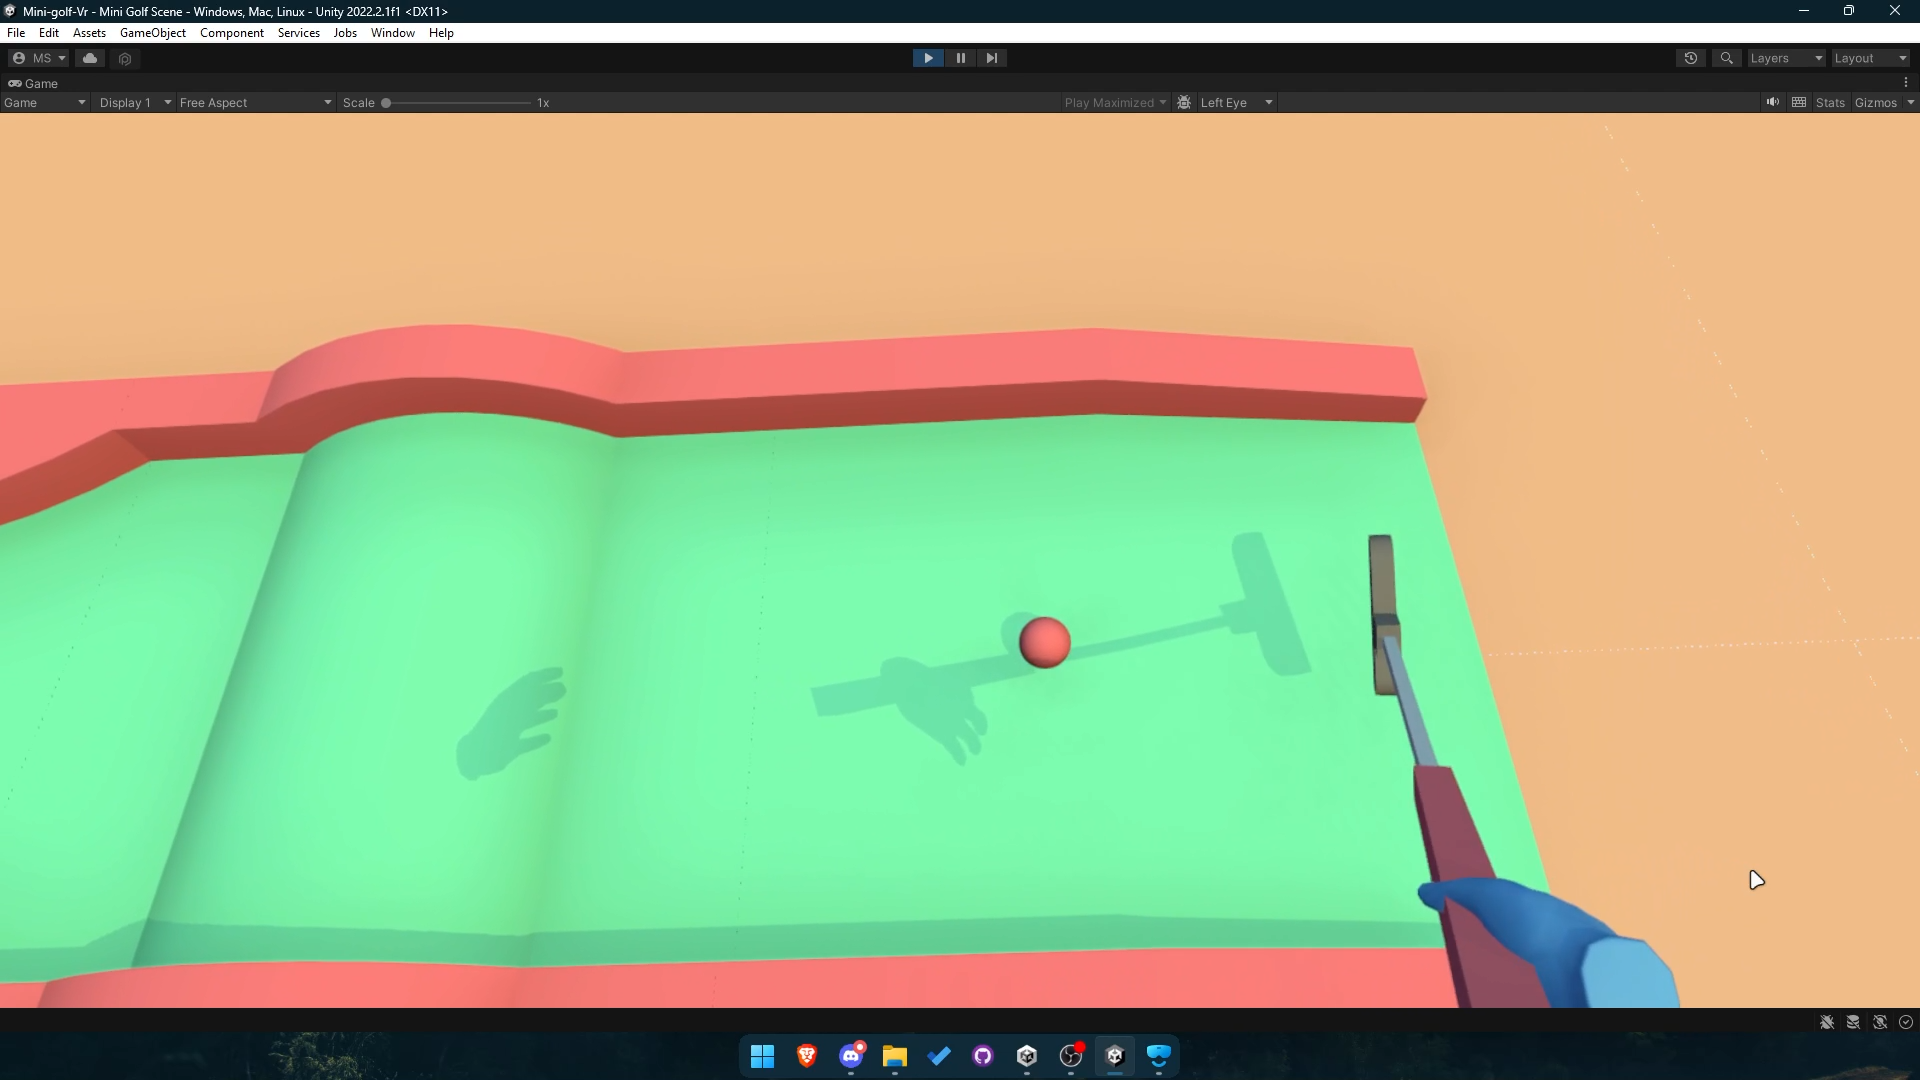 Mini-golf-Vr - Mini Golf Scene - Windows, Mac, Linux - Unity 2022.2.1f1 <DX11>
File Edit Assets GameObject Component Services Jobs Window Help
MS Layers Layout
Game
Game Display 1 Free Aspect Scale 1x Play Maximized Left Eye Stats Gizmos